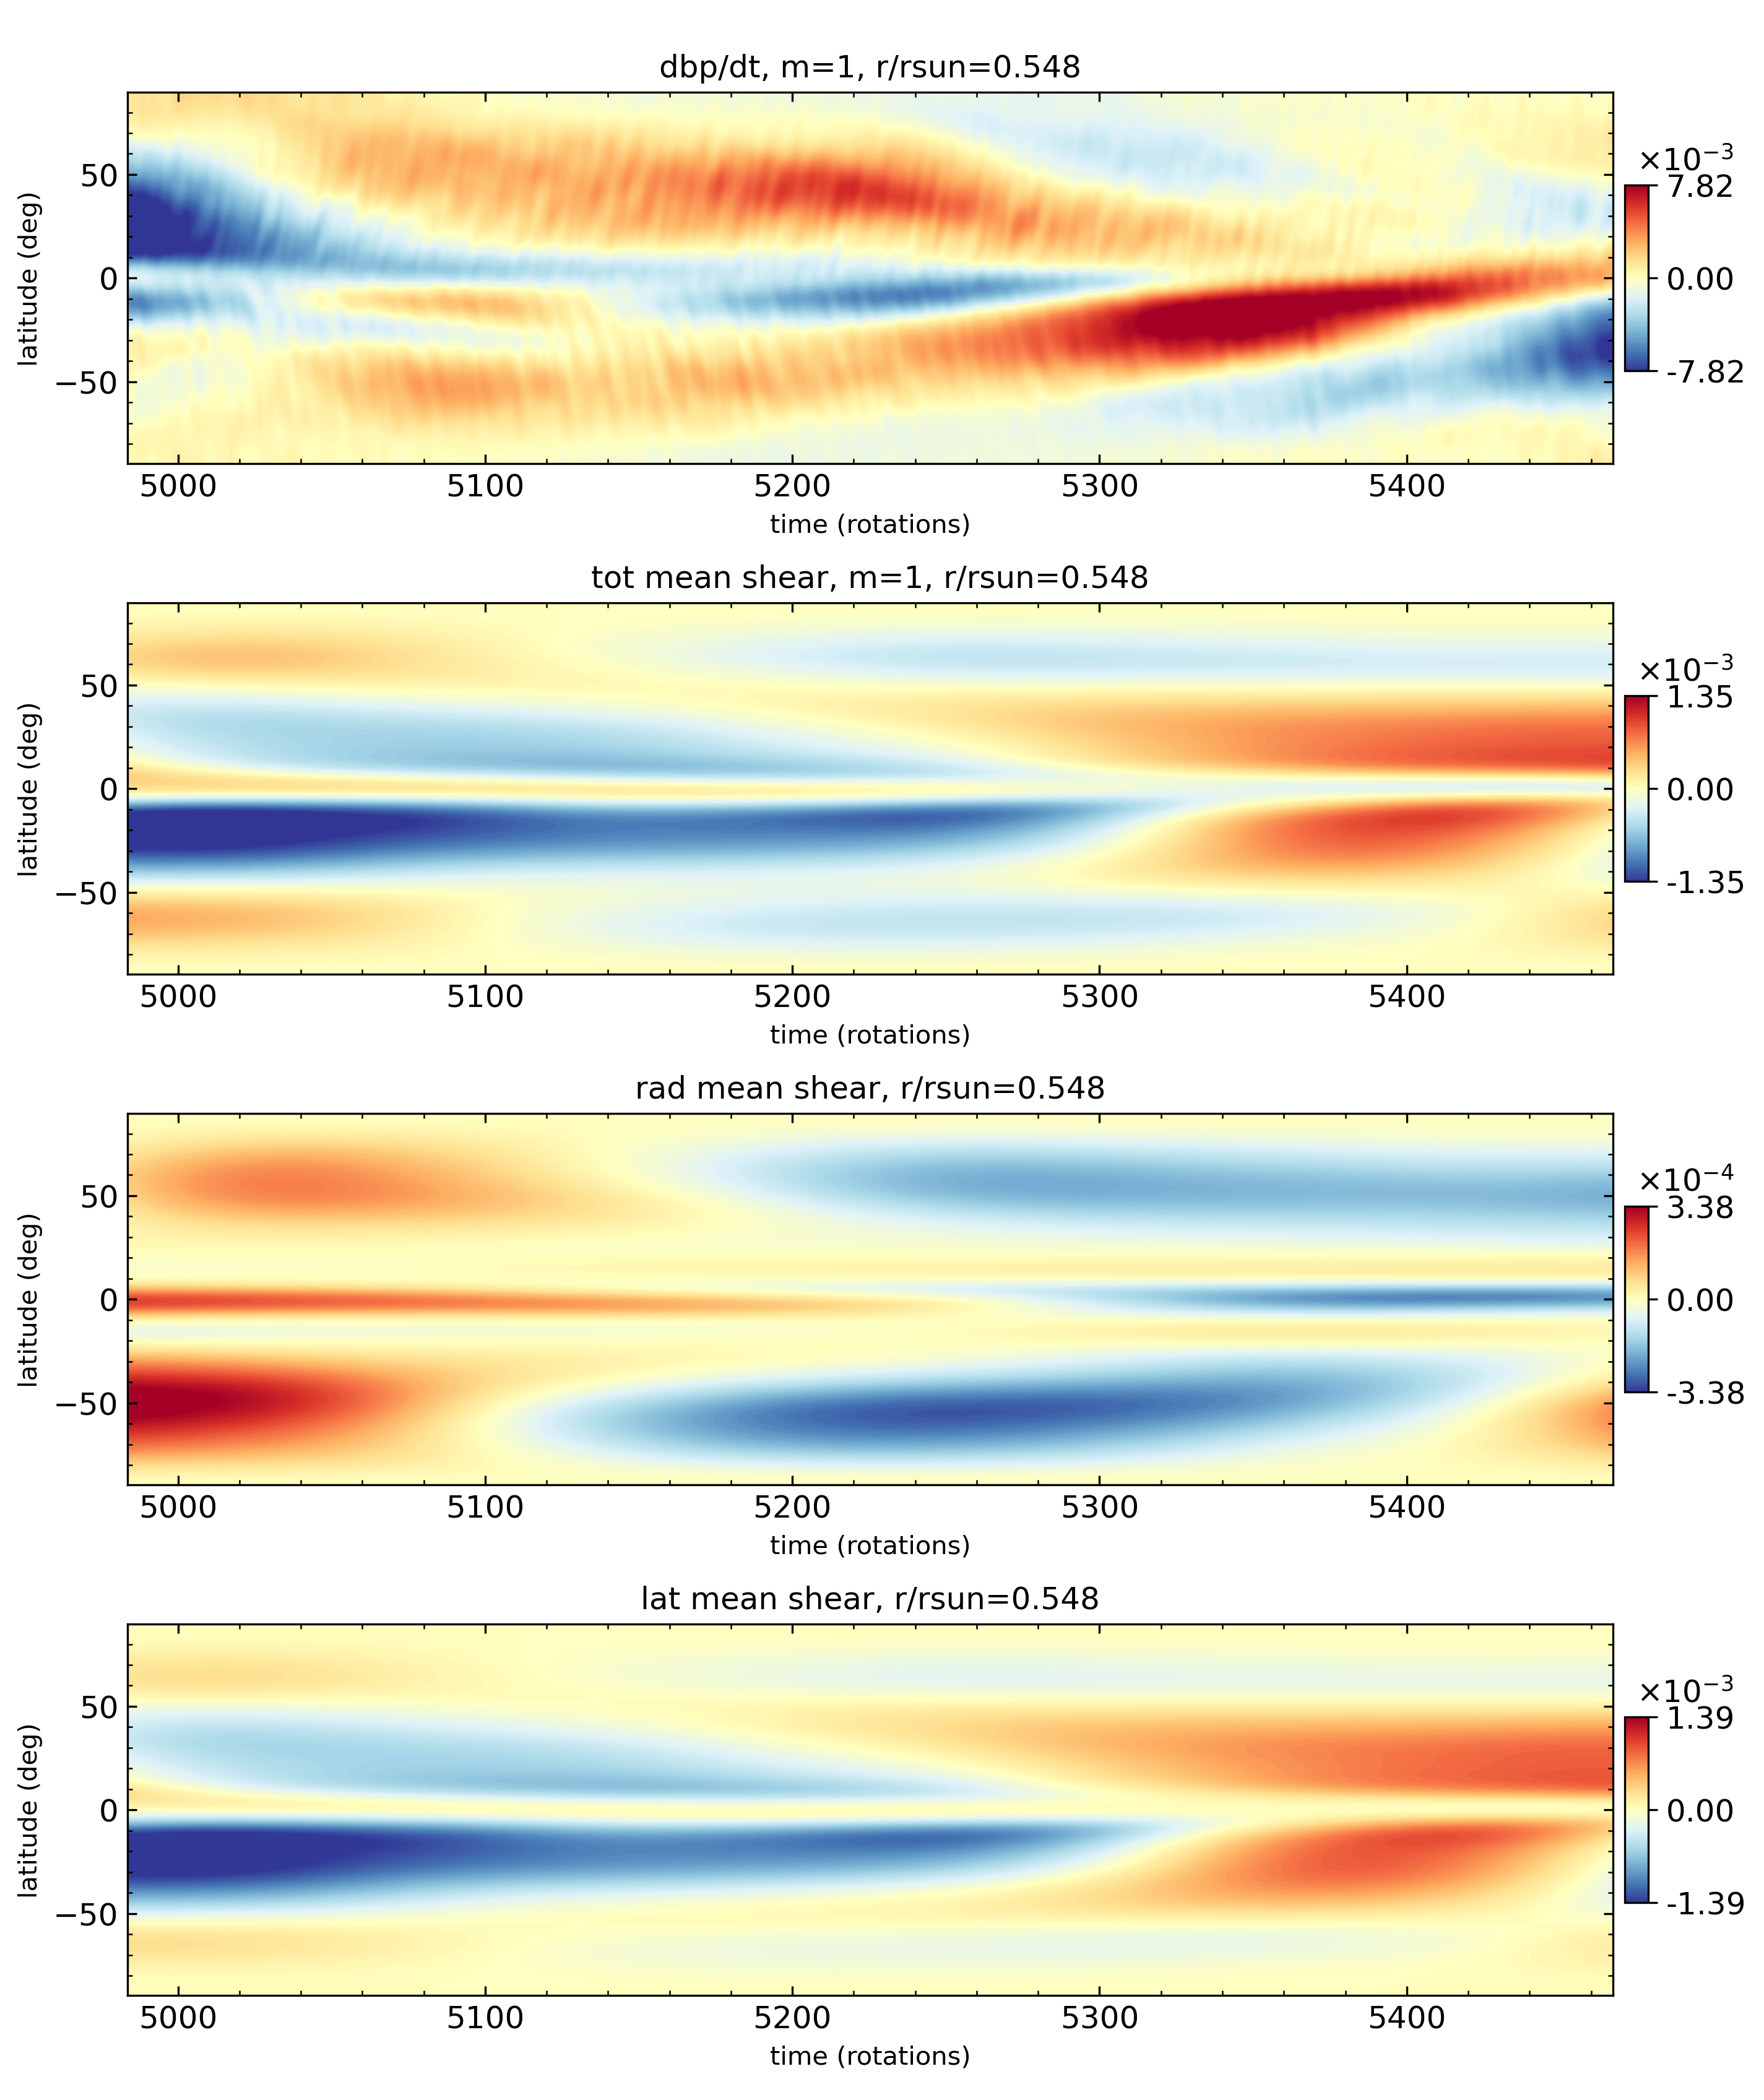 dbp/dt, m=1, r/rsun=0.548
latitude (deg)
50
0
−50
×10−3
7.82
0.00
-7.82
5000 5100 5200 5300 5400
time (rotations)
tot mean shear, m=1, r/rsun=0.548
latitude (deg)
50
0
−50
×10−3
1.35
0.00
-1.35
5000 5100 5200 5300 5400
time (rotations)
rad mean shear, r/rsun=0.548
latitude (deg)
50
0
−50
×10−4
3.38
0.00
-3.38
5000 5100 5200 5300 5400
time (rotations)
lat mean shear, r/rsun=0.548
latitude (deg)
50
0
−50
×10−3
1.39
0.00
-1.39
5000 5100 5200 5300 5400
time (rotations)